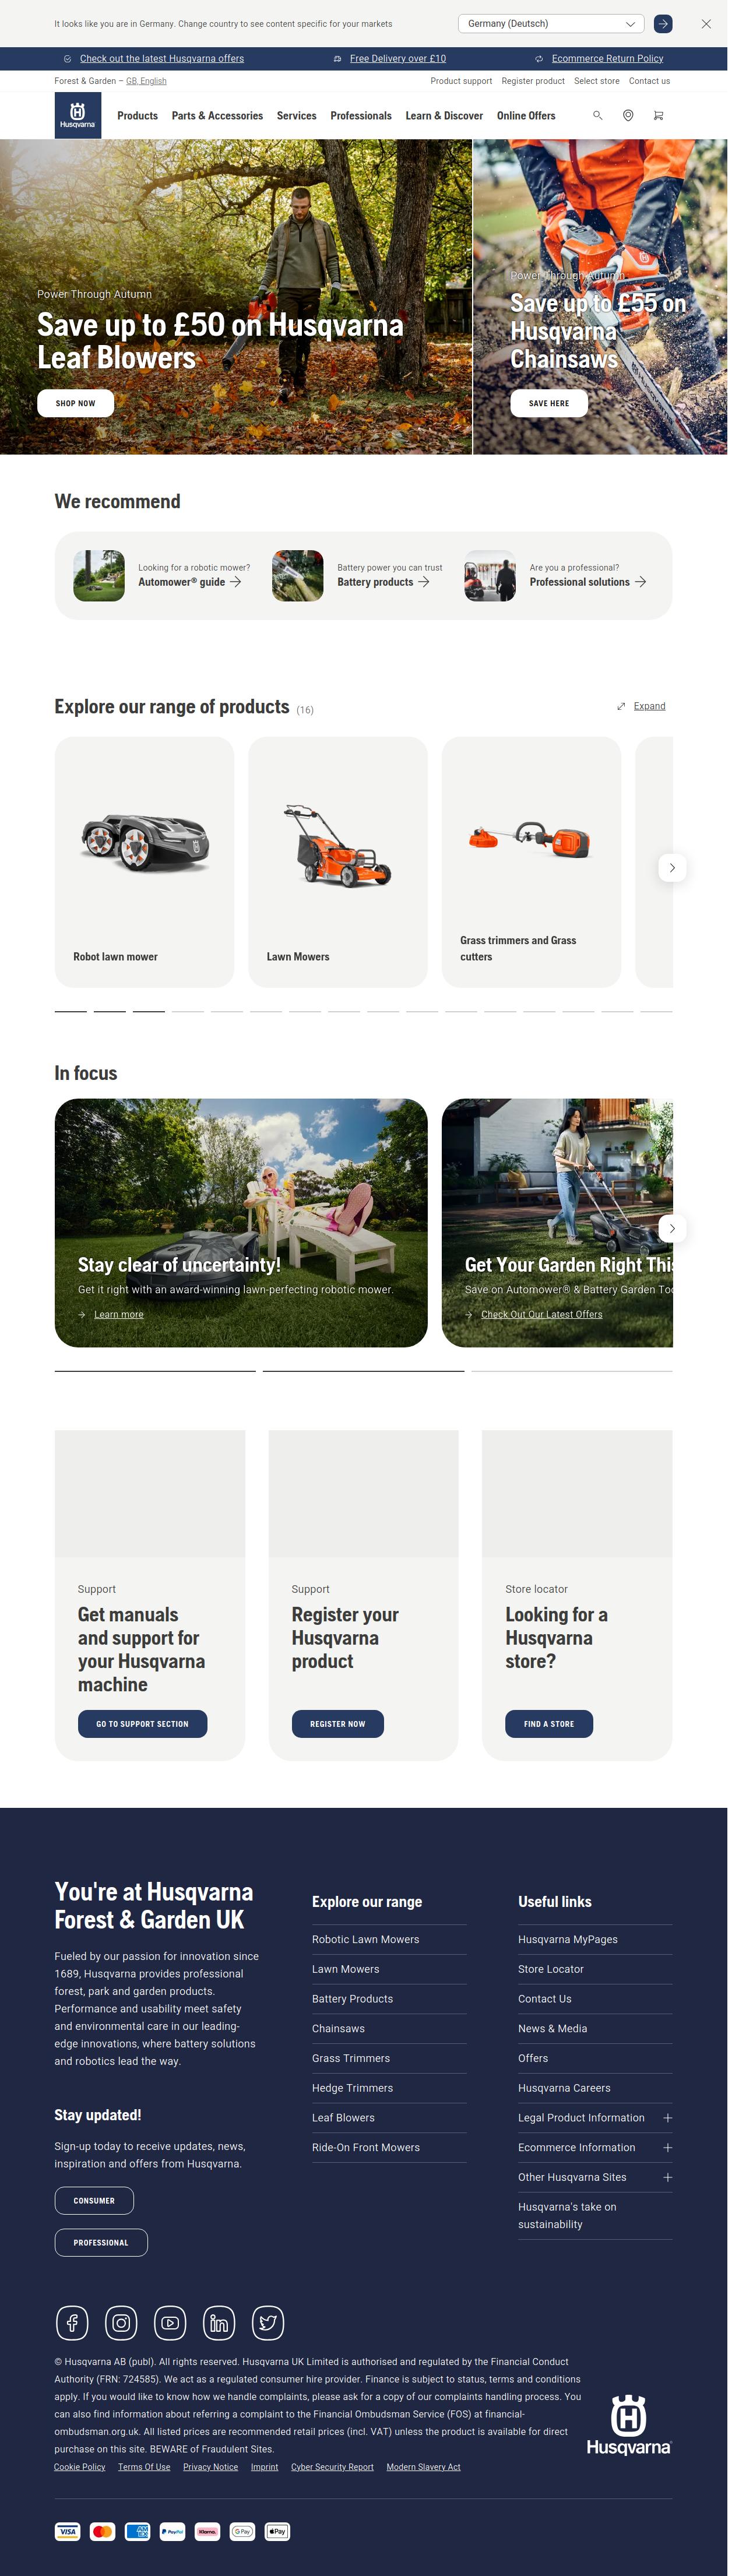 It looks like you are in Germany. Change country to see content specific for your markets
Germany (Deutsch)
Check out the latest Husqvarna offers
Free Delivery over £10
Ecommerce Return Policy
Forest & Garden – GB, English
Product support
Register product
Select store
Contact us
Husqvarna
Products
Parts & Accessories
Services
Professionals
Learn & Discover
Online Offers
Power Through Autumn
Save up to £50 on Husqvarna
Leaf Blowers
SHOP NOW
Power Through Autumn
Save up to £55 on
Husqvarna
Chainsaws
SAVE HERE
We recommend
Looking for a robotic mower?
Automower® guide
Battery power you can trust
Battery products
Are you a professional?
Professional solutions
Explore our range of products (16)
Expand
Robot lawn mower
Lawn Mowers
Grass trimmers and Grass
cutters
In focus
Stay clear of uncertainty!
Get it right with an award-winning lawn-perfecting robotic mower.
Learn more
Get Your Garden Right This
Save on Automower® & Battery Garden Too
Check Out Our Latest Offers
Support
Get manuals
and support for
your Husqvarna
machine
GO TO SUPPORT SECTION
Support
Register your
Husqvarna
product
REGISTER NOW
Store locator
Looking for a
Husqvarna
store?
FIND A STORE
You're at Husqvarna
Forest & Garden UK
Fueled by our passion for innovation since
1689, Husqvarna provides professional
forest, park and garden products.
Performance and usability meet safety
and environmental care in our leading-
edge innovations, where battery solutions
and robotics lead the way.
Stay updated!
Sign-up today to receive updates, news,
inspiration and offers from Husqvarna.
CONSUMER
PROFESSIONAL
Explore our range
Robotic Lawn Mowers
Lawn Mowers
Battery Products
Chainsaws
Grass Trimmers
Hedge Trimmers
Leaf Blowers
Ride-On Front Mowers
Useful links
Husqvarna MyPages
Store Locator
Contact Us
News & Media
Offers
Husqvarna Careers
Legal Product Information
Ecommerce Information
Other Husqvarna Sites
Husqvarna's take on
sustainability
© Husqvarna AB (publ). All rights reserved. Husqvarna UK Limited is authorised and regulated by the Financial Conduct
Authority (FRN: 724585). We act as a regulated consumer hire provider. Finance is subject to status, terms and conditions
apply. If you would like to know how we handle complaints, please ask for a copy of our complaints handling process. You
can also find information about referring a complaint to the Financial Ombudsman Service (FOS) at financial-
ombudsman.org.uk. All listed prices are recommended retail prices (incl. VAT) unless the product is available for direct
purchase on this site. BEWARE of Fraudulent Sites.
Husqvarna
Cookie Policy
Terms Of Use
Privacy Notice
Imprint
Cyber Security Report
Modern Slavery Act
VISA
AM
EX
PayPal
Klarna.
G Pay
Pay